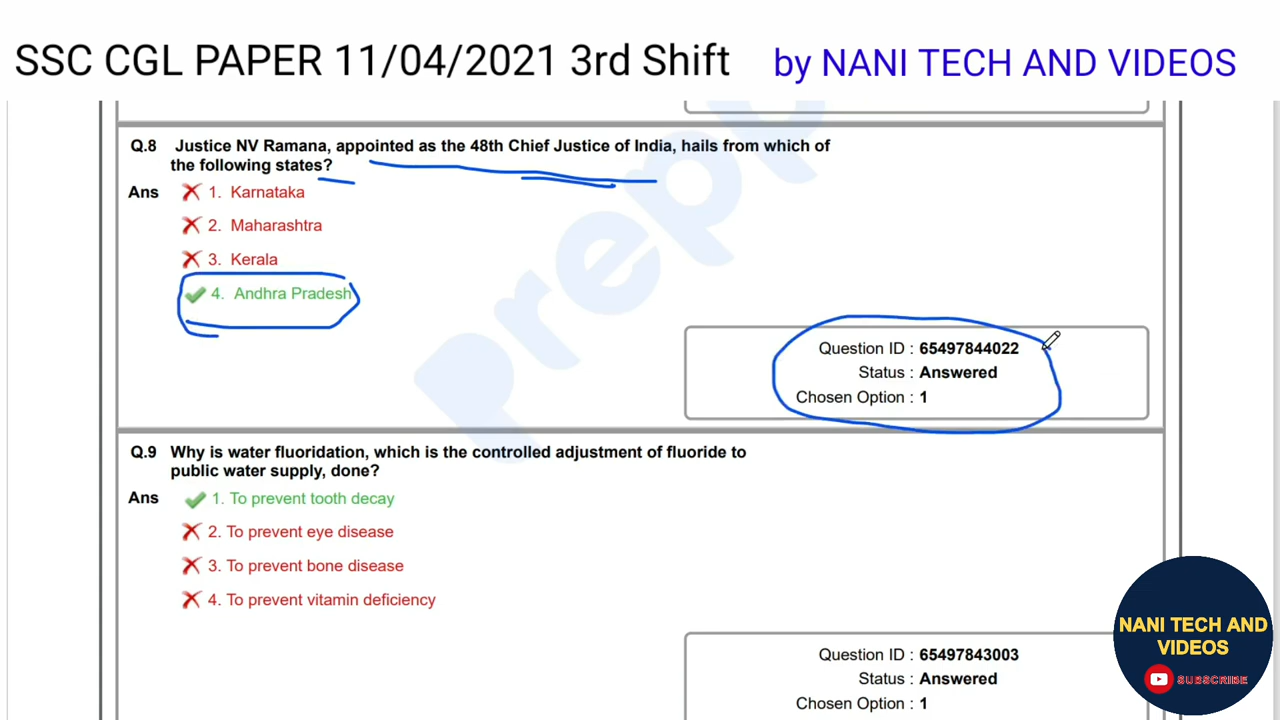 SSC CGL PAPER 11/04/2021 3rd Shift by NANI TECH AND VIDEOS
Q.8 Justice NV Ramana, appointed as the 48th Chief Justice of India, hails from which of
the following states?
Ans 1. Karnataka
2. Maharashtra
3. Kerala
4. Andhra Pradesh
Question ID : 65497844022
Status : Answered
Chosen Option : 1
Q.9 Why is water fluoridation, which is the controlled adjustment of fluoride to
public water supply, done?
Ans 1. To prevent tooth decay
2. To prevent eye disease
3. To prevent bone disease
4. To prevent vitamin deficiency
Question ID : 65497843003
Status : Answered
Chosen Option : 1
NANI TECH AND
VIDEOS
SUBSCRIBE
prepp